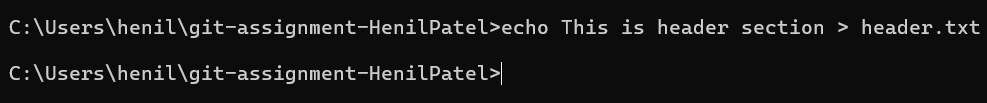 C:\Users\henil\git-assignment-HenilPatel>echo This is header section > header.txt
C:\Users\henil\git-assignment-HenilPatel>